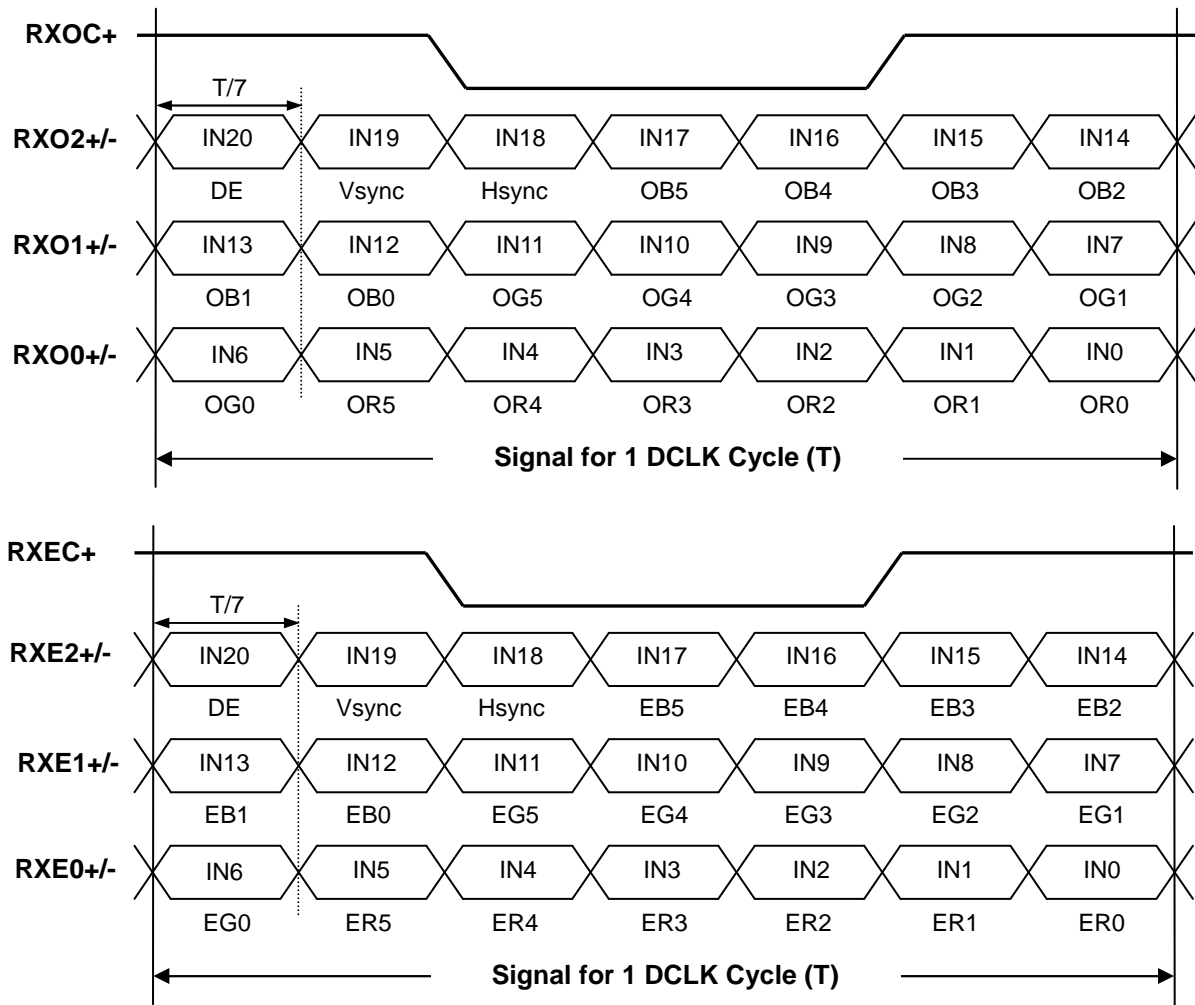 RXOC+
T/7
RXO2+/- IN20 IN19 IN18 IN17 IN16 IN15 IN14
DE Vsync Hsync OB5 OB4 OB3 OB2
RXO1+/- IN13 IN12 IN11 IN10 IN9 IN8 IN7
OB1 OB0 OG5 OG4 OG3 OG2 OG1
RXO0+/- IN6 IN5 IN4 IN3 IN2 IN1 IN0
OG0 OR5 OR4 OR3 OR2 OR1 OR0
Signal for 1 DCLK Cycle (T)
RXEC+
T/7
RXE2+/- IN20 IN19 IN18 IN17 IN16 IN15 IN14
DE Vsync Hsync EB5 EB4 EB3 EB2
RXE1+/- IN13 IN12 IN11 IN10 IN9 IN8 IN7
EB1 EB0 EG5 EG4 EG3 EG2 EG1
RXE0+/- IN6 IN5 IN4 IN3 IN2 IN1 IN0
EG0 ER5 ER4 ER3 ER2 ER1 ER0
Signal for 1 DCLK Cycle (T)